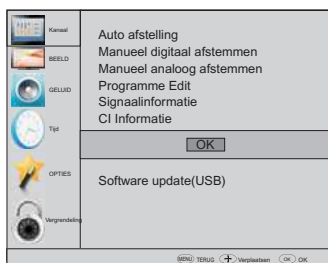 Kanaal
BEELD
GELUID
Tijd
OPTIES
Vergrendeling
Auto afstelling
Manueel digitaal afstemmen
Manueel analoog afstemmen
Programme Edit
Signaalinformatie
CI Informatie
OK
Software update(USB)
MENU TERUG Verplaatsen OK OK